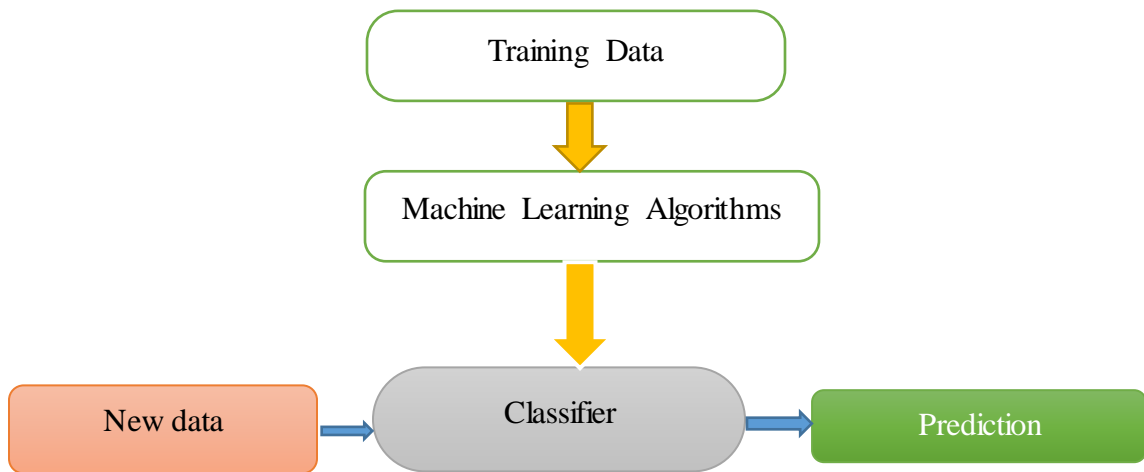 Training Data
Machine Learning Algorithms
New data
Classifier
Prediction